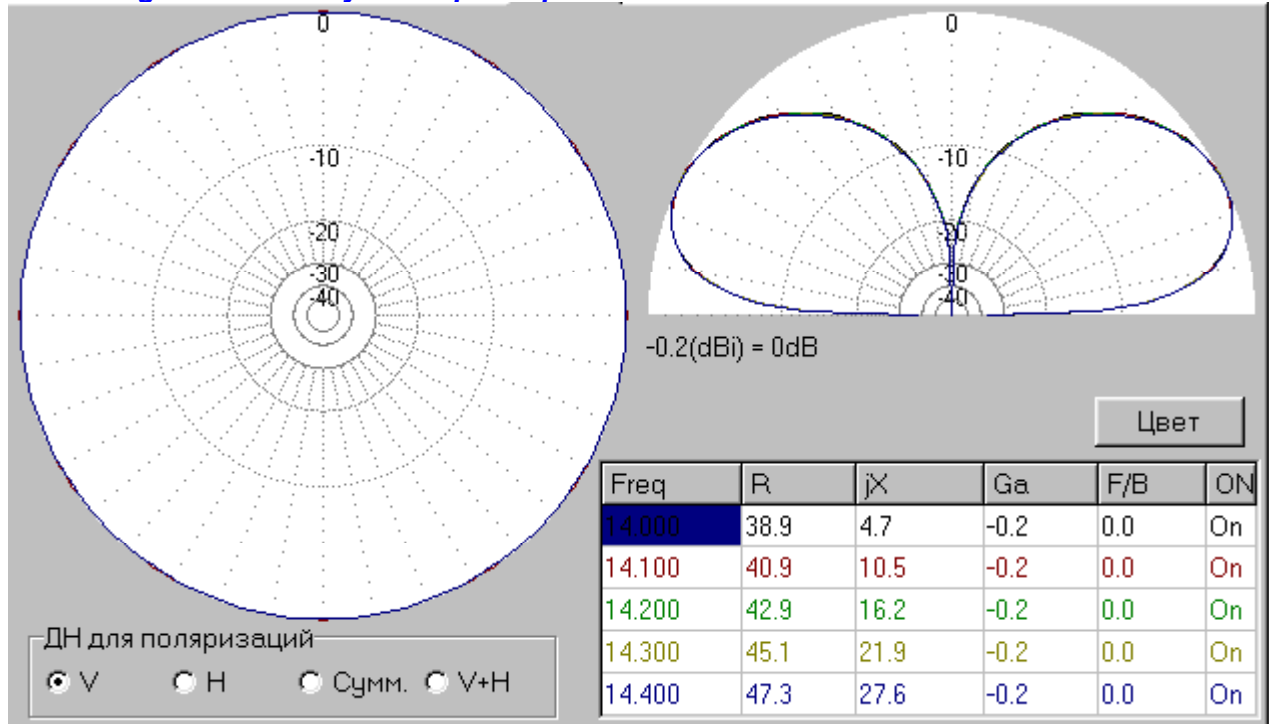 0
-10
-20
-30
-40
0
-10
-20
-30
-40
-0.2(dBi) = 0dB
Цвет
Freq R jX Ga F/B ON
14.000 38.9 4.7 -0.2 0.0 On
14.100 40.9 10.5 -0.2 0.0 On
14.200 42.9 16.2 -0.2 0.0 On
14.300 45.1 21.9 -0.2 0.0 On
14.400 47.3 27.6 -0.2 0.0 On
ДН для поляризаций
V H Сумм. V+H